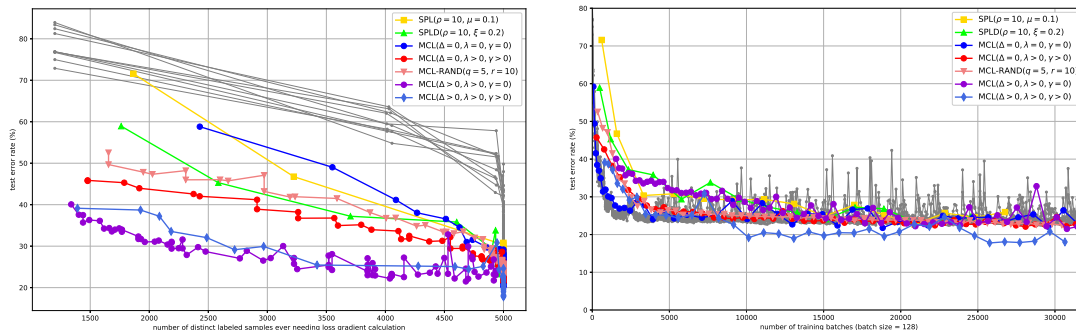 80
70
60
50
40
30
20
test error rate (%)
1500
2000
2500
3000
3500
4000
4500
5000
number of distinct labeled samples ever needing loss gradient calculation
SPL(ρ = 10, μ = 0.1)
SPLD(ρ = 10, ξ = 0.2)
MCL(Δ = 0, λ = 0, γ = 0)
MCL(Δ = 0, λ > 0, γ > 0)
MCL-RAND(q = 5, r = 10)
MCL(Δ > 0, λ > 0, γ = 0)
MCL(Δ > 0, λ > 0, γ > 0)
80
70
60
50
40
30
20
10
0
test error rate (%)
0
5000
10000
15000
20000
25000
30000
number of training batches (batch size = 128)
SPL(ρ = 10, μ = 0.1)
SPLD(ρ = 10, ξ = 0.2)
MCL(Δ = 0, λ = 0, γ = 0)
MCL(Δ = 0, λ > 0, γ > 0)
MCL-RAND(q = 5, r = 10)
MCL(Δ > 0, λ > 0, γ = 0)
MCL(Δ > 0, λ > 0, γ > 0)